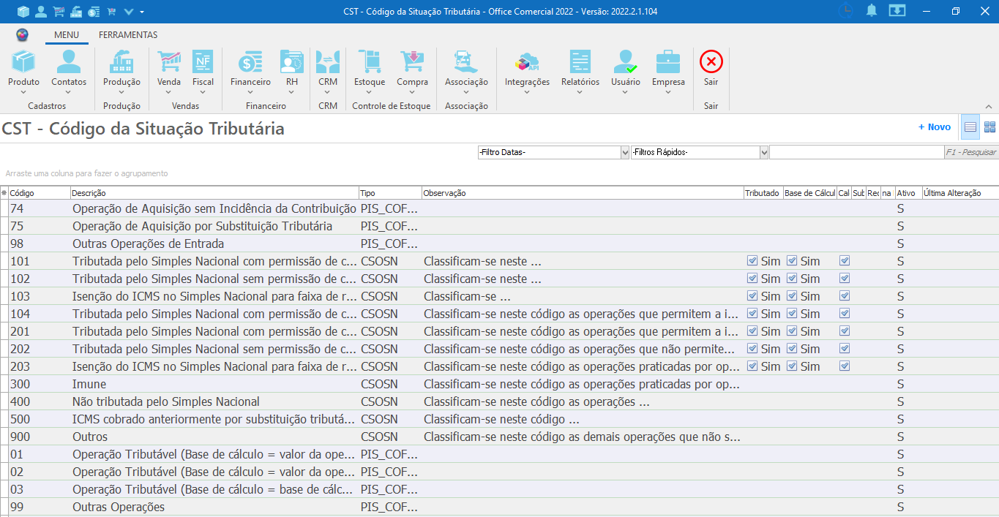 CST - Código da Situação Tributária - Office Comercial 2022 - Versão: 2022.2.1.104
MENU FERRAMENTAS
Produto Contatos Produção Venda Fiscal Financeiro RH CRM Estoque Compra Associação Integrações Relatórios Usuário Empresa Sair
Cadastros Produção Vendas Financeiro CRM Controle de Estoque Associação Sair
CST - Código da Situação Tributária
+ Novo
-Filtro Datas- -Filtros Rápidos- F1 - Pesquisar
Arraste uma coluna para fazer o agrupamento
Código Descrição Tipo Observação Tributado Base de Cálcul Cal Sub Rec na Ativo Última Alteração
74 Operação de Aquisição sem Incidência da Contribuição PIS_COF... S
75 Operação de Aquisição por Substituição Tributária PIS_COF... S
98 Outras Operações de Entrada PIS_COF... S
101 Tributada pelo Simples Nacional com permissão de c... CSOSN Classificam-se neste ... Sim Sim S
102 Tributada pelo Simples Nacional sem permissão de c... CSOSN Classificam-se neste ... Sim Sim S
103 Isenção do ICMS no Simples Nacional para faixa de r... CSOSN Classificam-se ... Sim Sim S
104 Tributada pelo Simples Nacional com permissão de c... CSOSN Classificam-se neste código as operações que permitem a i... Sim Sim S
201 Tributada pelo Simples Nacional com permissão de c... CSOSN Classificam-se neste código as operações que permitem a i... Sim Sim S
202 Tributada pelo Simples Nacional sem permissão de c... CSOSN Classificam-se neste código as operações que não permite... Sim Sim S
203 Isenção do ICMS no Simples Nacional para faixa de r... CSOSN Classificam-se neste código as operações praticadas por op... Sim Sim S
300 Imune CSOSN Classificam-se neste código as operações praticadas por op... S
400 Não tributada pelo Simples Nacional CSOSN Classificam-se neste código as operações ... S
500 ICMS cobrado anteriormente por substituição tributá... CSOSN Classificam-se neste código ... S
900 Outros CSOSN Classificam-se neste código as demais operações que não s... S
01 Operação Tributável (Base de cálculo = valor da ope... PIS_COF... S
02 Operação Tributável (Base de cálculo = valor da ope... PIS_COF... S
03 Operação Tributável (Base de cálculo = base de cálc... PIS_COF... S
99 Outras Operações PIS_COF... S